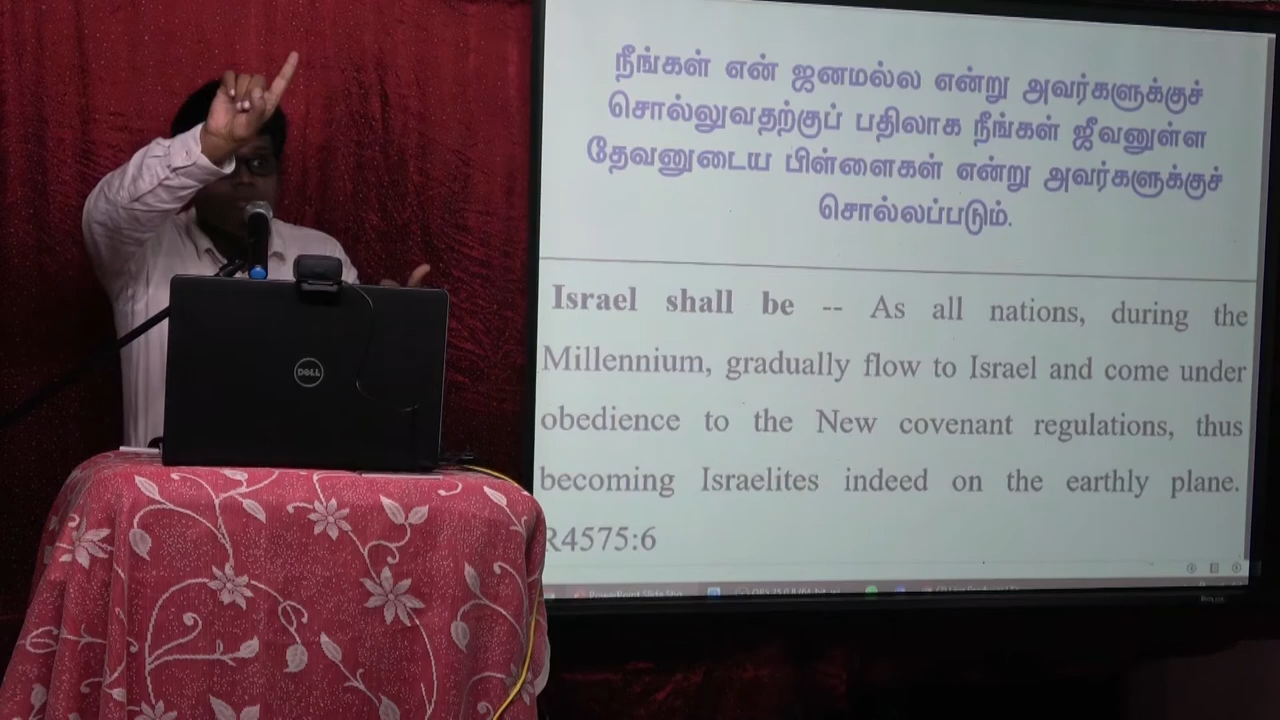 நீங்கள் என் ஜனமல்ல என்று அவர்களுக்குச்
சொல்லுவதற்குப் பதிலாக நீங்கள் ஜீவனுள்ள
தேவனுடைய பிள்ளைகள் என்று அவர்களுக்குச்
சொல்லப்படும்.
Israel shall be -- As all nations, during the
Millennium, gradually flow to Israel and come under
obedience to the New covenant regulations, thus
becoming Israelites indeed on the earthly plane.
R4575:6
DELL